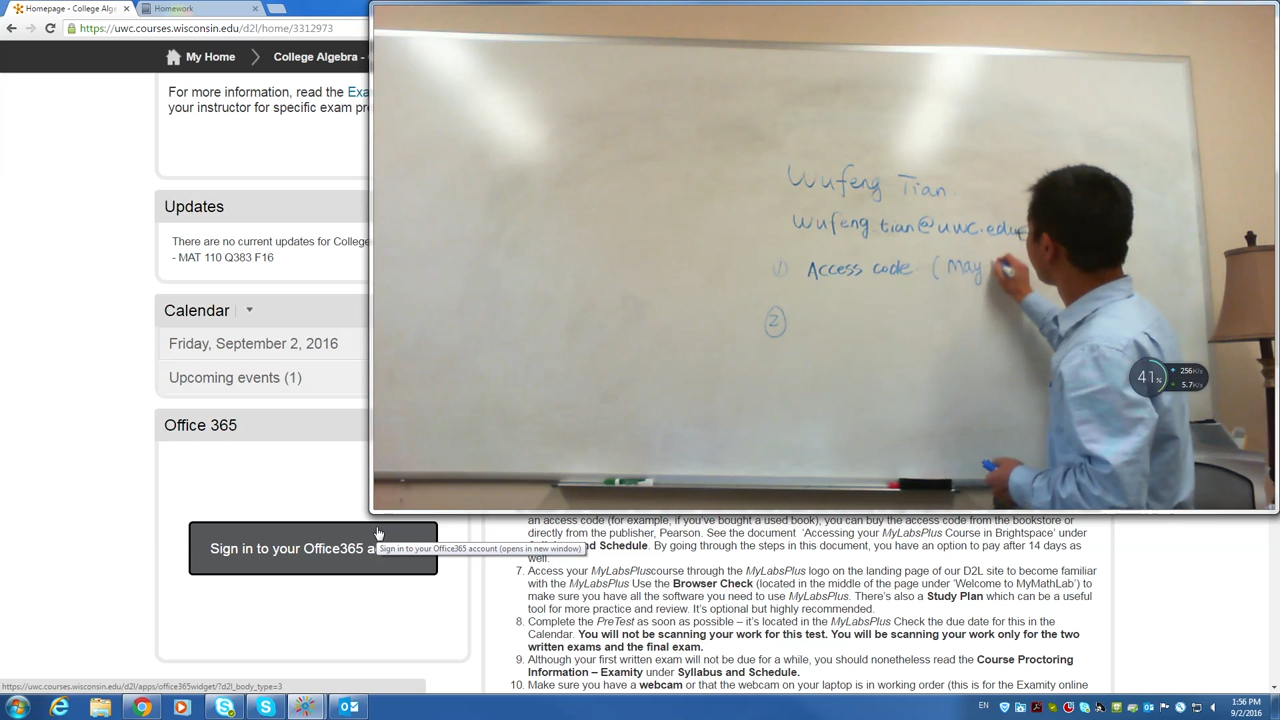 Homepage - College Alg
Homework
https://uwc.courses.wisconsin.edu/d2l/home/3312973
My Home
College Algebra -
For more information, read the Exa
your instructor for specific exam pr
Updates
There are no current updates for College
- MAT 110 Q383 F16
Calendar
Friday, September 2, 2016
Upcoming events (1)
Office 365
Sign in to your Office365 a
Sign in to your Office365 account (opens in new window)
Wufeng Tian
Wufeng.tian@uwc.edu
1) Access code (May
2
41%
256K/s
5.7K/s
an access code (for example, if you've bought a used book), you can buy the access code from the bookstore or
directly from the publisher, Pearson. See the document 'Accessing your MyLabsPlus Course in Brightspace' under
and Schedule. By going through the steps in this document, you have an option to pay after 14 days as
well.
7. Access your MyLabsPluscourse through the MyLabsPlus logo on the landing page of our D2L site to become familiar
with the MyLabsPlus Use the Browser Check (located in the middle of the page under 'Welcome to MyMathLab') to
make sure you have all the software you need to use MyLabsPlus. There's also a Study Plan which can be a useful
tool for more practice and review. It's optional but highly recommended.
8. Complete the PreTest as soon as possible – it's located in the MyLabsPlus Check the due date for this in the
Calendar. You will not be scanning your work for this test. You will be scanning your work only for the two
written exams and the final exam.
9. Although your first written exam will not be due for a while, you should nonetheless read the Course Proctoring
Information – Examity under Syllabus and Schedule.
10. Make sure you have a webcam or that the webcam on your laptop is in working order (this is for the Examity online
https://uwc.courses.wisconsin.edu/d2l/apps/office365widget/?d2l_body_type=3
EN
1:56 PM
9/2/2016